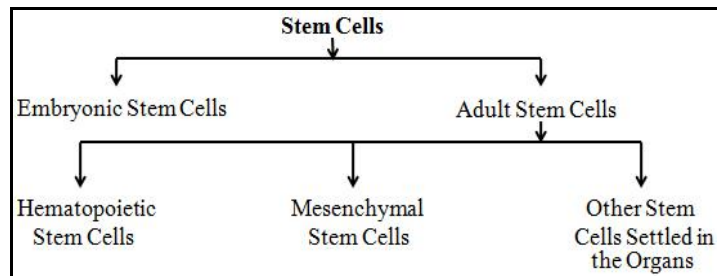 Stem Cells
Embryonic Stem Cells
Adult Stem Cells
Hematopoietic
Stem Cells
Mesenchymal
Stem Cells
Other Stem
Cells Settled in
the Organs